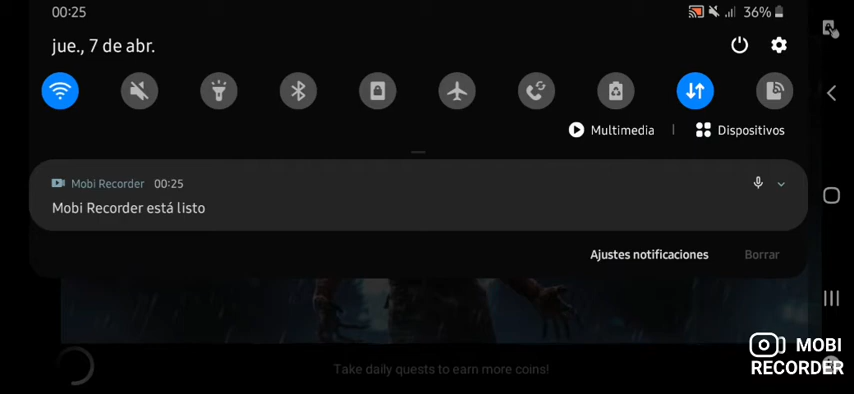 00:25
36%
jue., 7 de abr.
Multimedia | Dispositivos
Mobi Recorder 00:25
Mobi Recorder está listo
Ajustes notificaciones
Borrar
MOBI
RECORDER
Take daily quests to earn more coins!